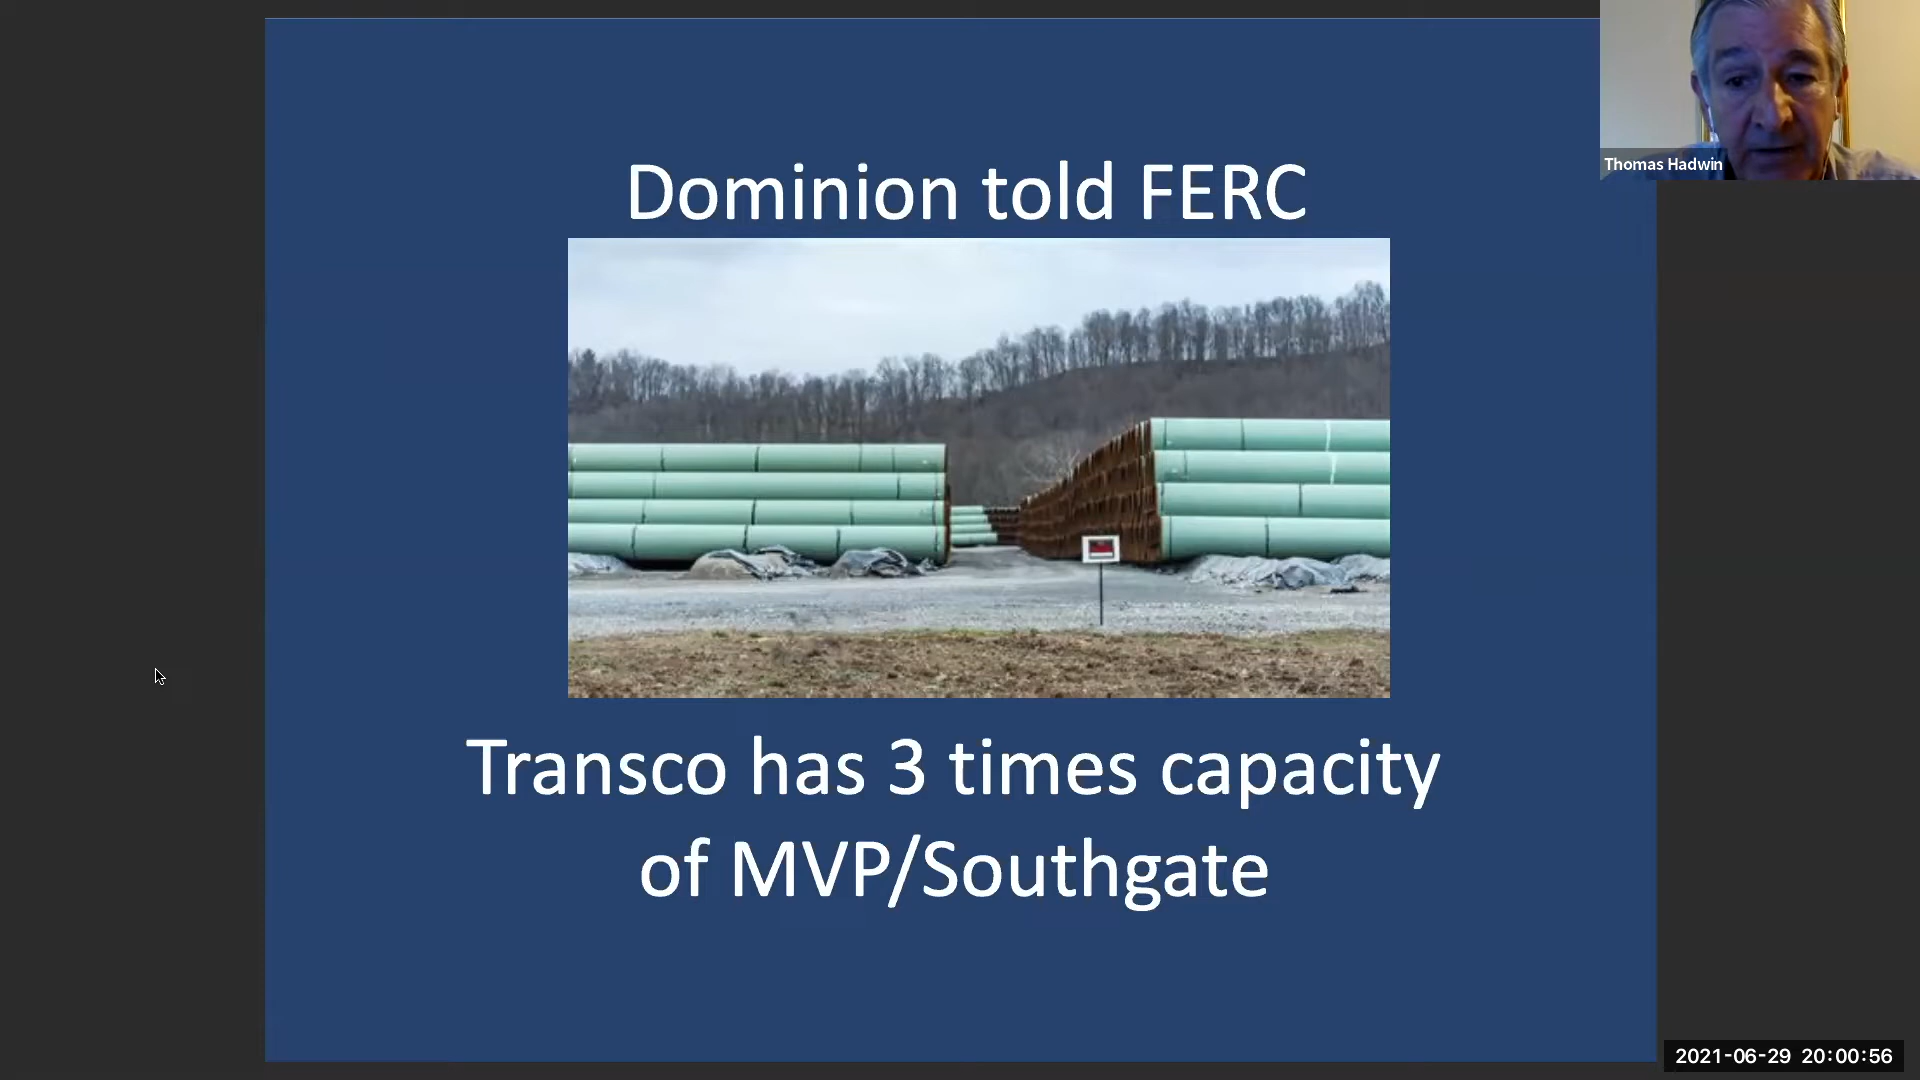 Dominion told FERC
Thomas Hadwin
Transco has 3 times capacity
of MVP/Southgate
2021-06-29 20:00:56